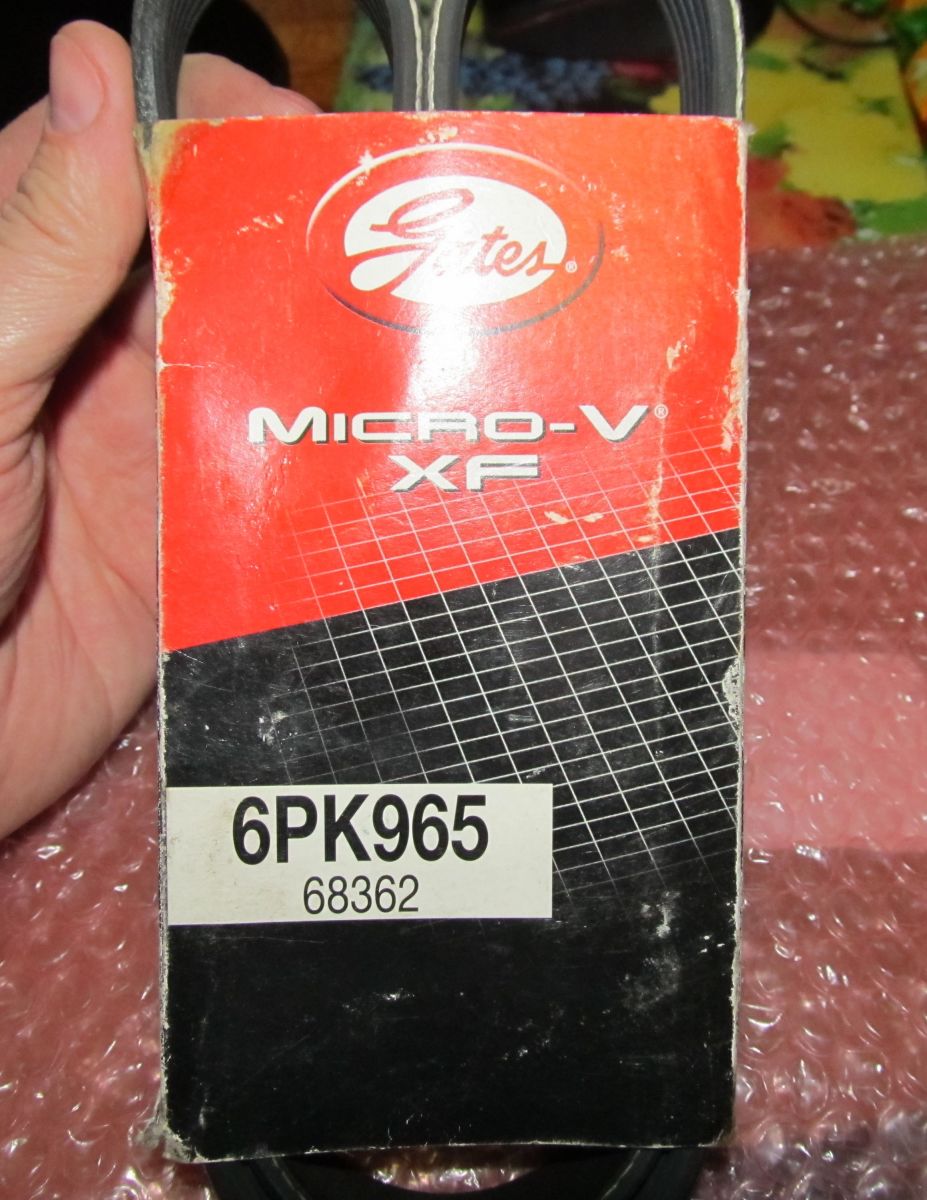 Gates®
MICRO-V®
XF
6PK965
68362